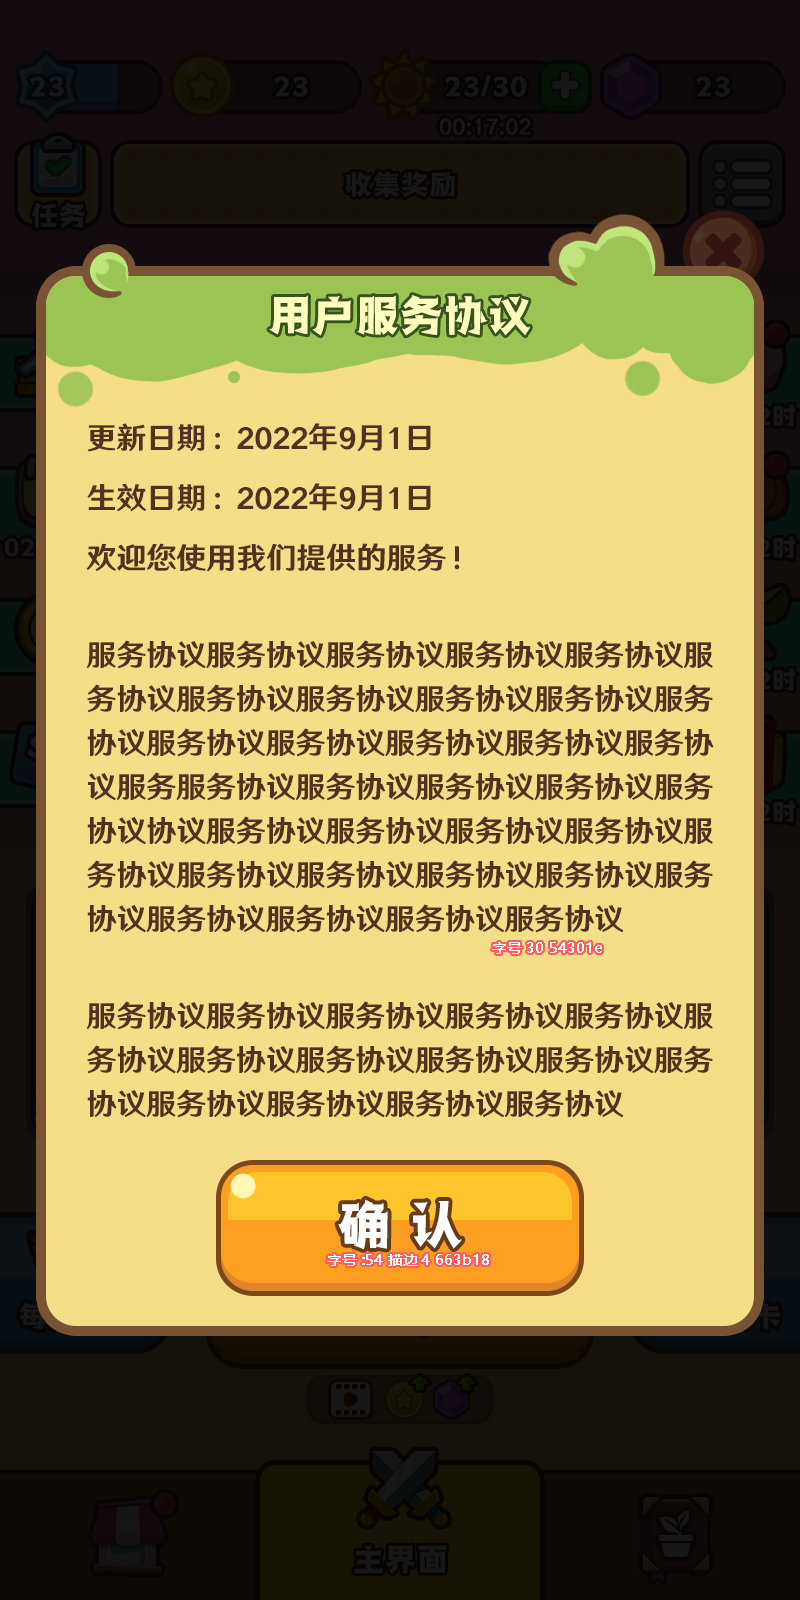 23
23
23/30
23
00:17:02
任务
收集奖励
用户服务协议
更新日期：2022年9月1日
生效日期：2022年9月1日
欢迎您使用我们提供的服务！
服务协议服务协议服务协议服务协议服务协议服
务协议服务协议服务协议服务协议服务协议服务
协议服务协议服务协议服务协议服务协议服务协
议服务服务协议服务协议服务协议服务协议服务
协议协议服务协议服务协议服务协议服务协议服
务协议服务协议服务协议服务协议服务协议服务
协议服务协议服务协议服务协议服务协议
字号 30 54301e
服务协议服务协议服务协议服务协议服务协议服
务协议服务协议服务协议服务协议服务协议服务
协议服务协议服务协议服务协议服务协议
确认
字号 :54 描边 4 663b18
时
02
时
时
时
每
卡
主界面